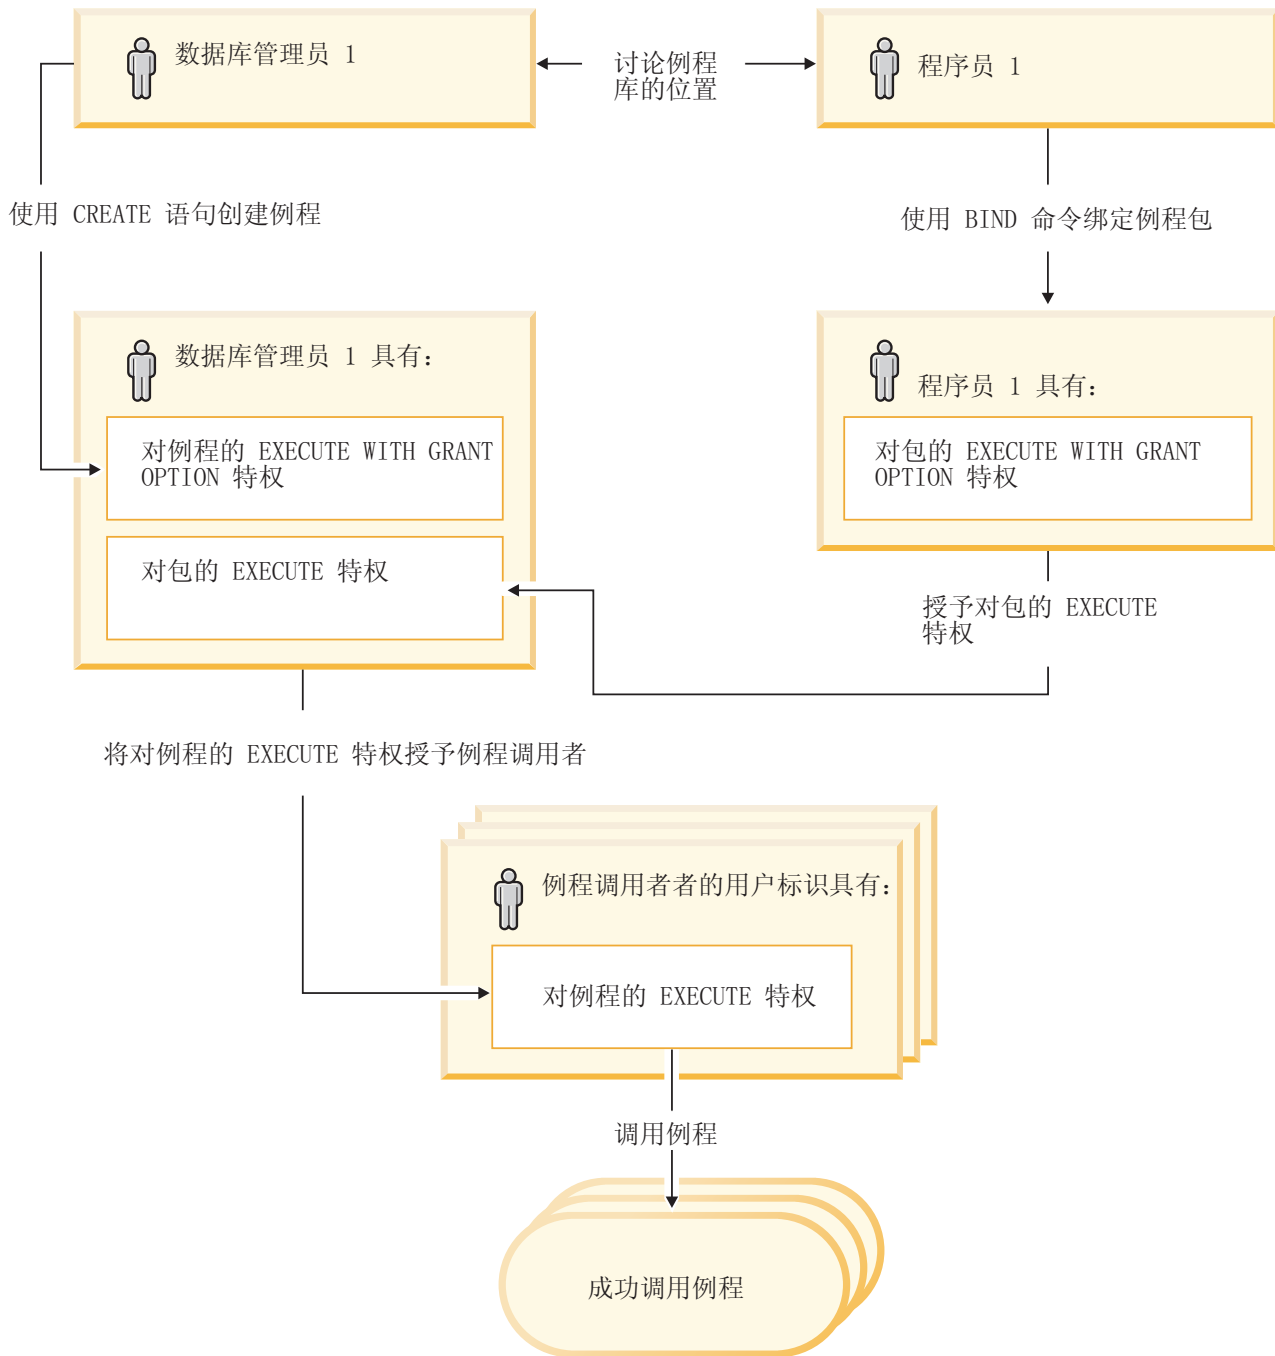 数据库管理员 1
讨论例程
库的位置
程序员 1
使用 CREATE 语句创建例程
使用 BIND 命令绑定例程包
数据库管理员 1 具有：
对例程的 EXECUTE WITH GRANT
OPTION 特权
对包的 EXECUTE 特权
程序员 1 具有：
对包的 EXECUTE WITH GRANT
OPTION 特权
授予对包的 EXECUTE
特权
将对例程的 EXECUTE 特权授予例程调用者
例程调用者者的用户标识具有：
对例程的 EXECUTE 特权
调用例程
成功调用例程